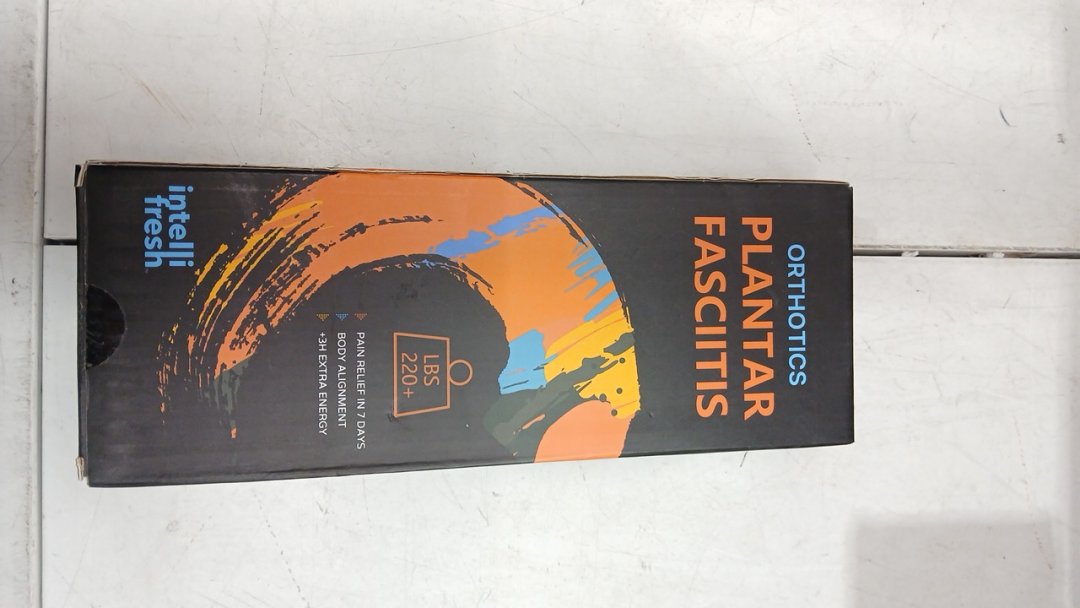 ORTHOTICS
PLANTAR
FASCIITIS
LBS
220+
PAIN RELIEF IN 7 DAYS
BODY ALIGNMENT
+3H EXTRA ENERGY
intelli
fresh